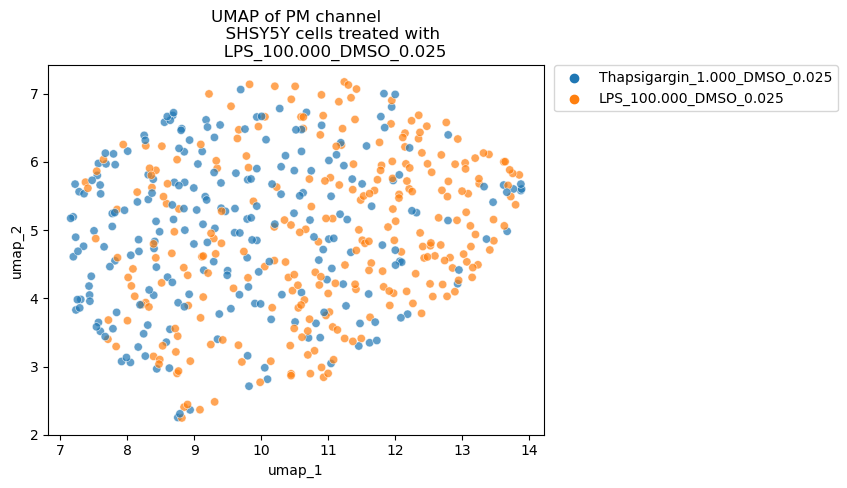 UMAP of PM channel
SHSY5Y cells treated with
LPS_100.000_DMSO_0.025
Thapsigargin_1.000_DMSO_0.025
LPS_100.000_DMSO_0.025
umap_2
7
6
5
4
3
2
7 8 9 10 11 12 13 14
umap_1